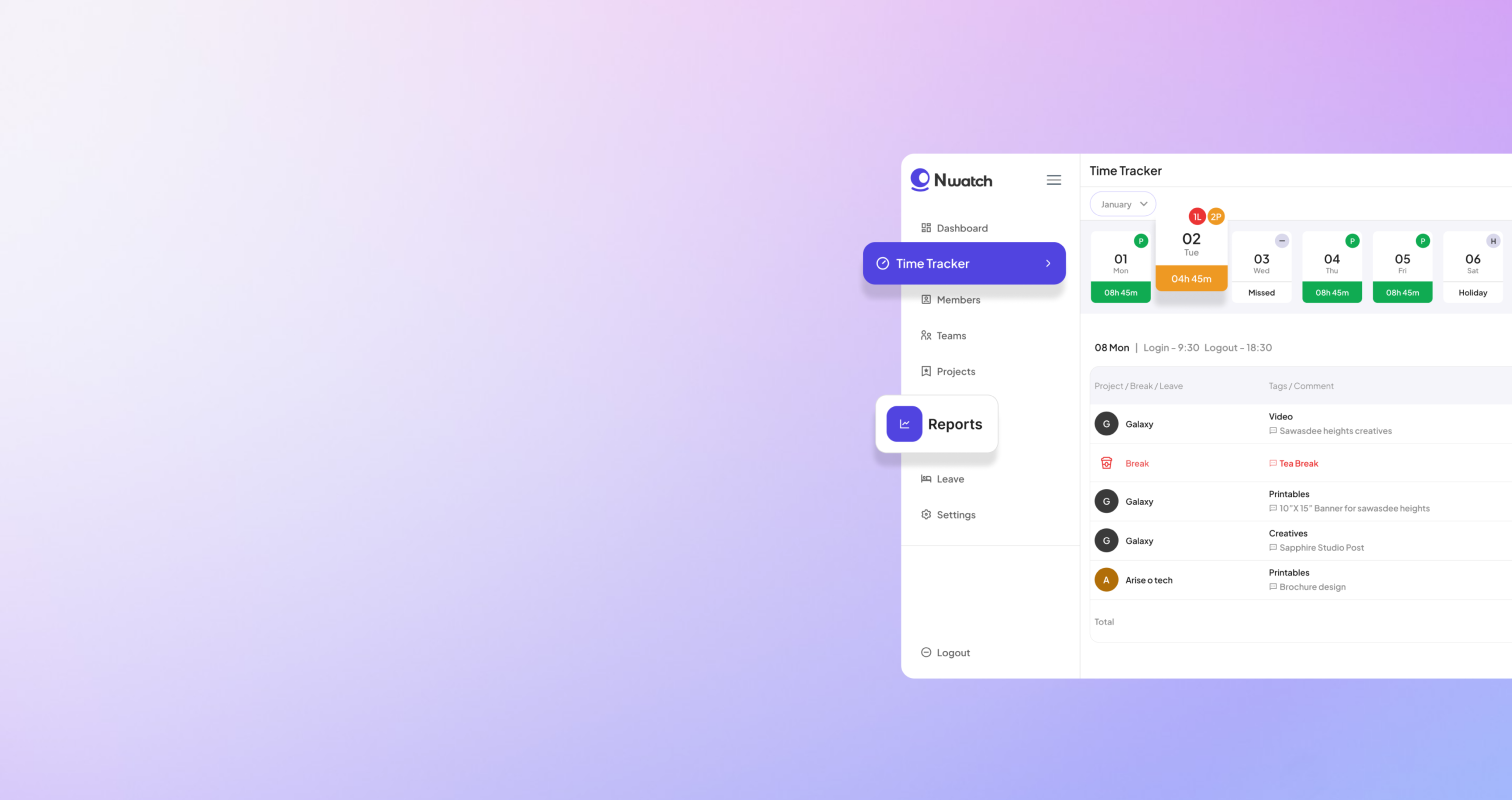 Nwatch
Dashboard
Time Tracker
Members
Teams
Projects
Reports
Leave
Settings
Logout
Time Tracker
January
P
01
Mon
08h 45m
1L 2P
02
Tue
04h 45m
03
Wed
Missed
P
04
Thu
08h 45m
P
05
Fri
08h 45m
H
06
Sat
Holiday
08 Mon | Login - 9:30 Logout - 18:30
Project / Break / Leave Tags / Comment
G Galaxy
Video
Sawasdee heights creatives
Break
Tea Break
G Galaxy
Printables
10"X 15" Banner for sawasdee heights
G Galaxy
Creatives
Sapphire Studio Post
A Arise o tech
Printables
Brochure design
Total